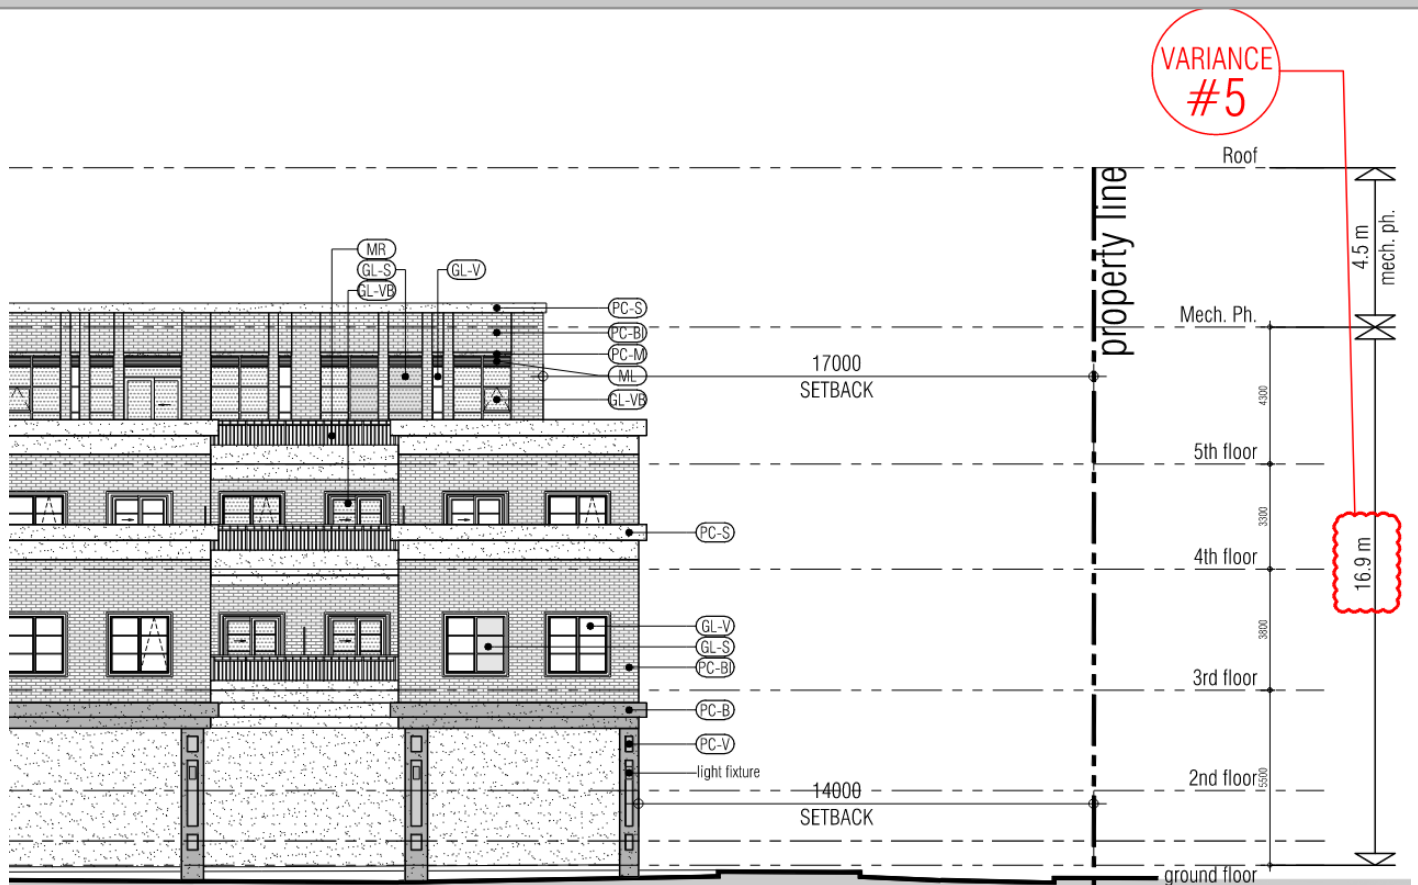 VARIANCE
#5
Roof
property line
4.5 m
mech. ph.
MR
GL-S
GL-V
GL-VB
PC-S
Mech. Ph.
PC-BI
PC-M
17000
ML
SETBACK
GL-VB
4300
5th floor
3300
PC-S
4th floor
16.9 m
GL-V
3800
GL-S
PC-BI
3rd floor
PC-B
PC-V
light fixture
2nd floor
5500
14000
SETBACK
ground floor